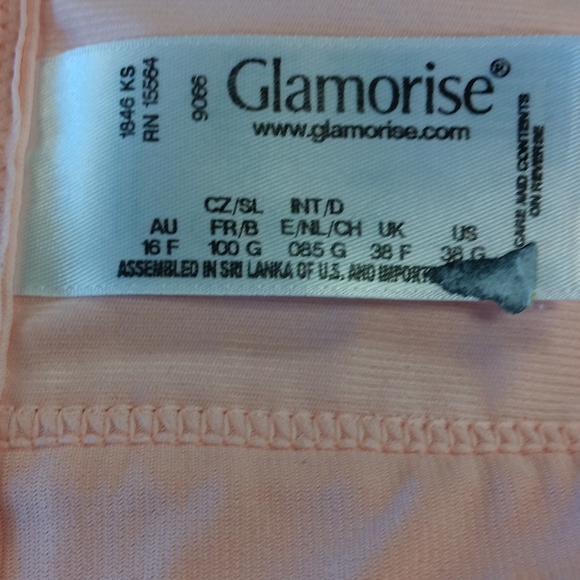 1846 KS
RN 15564
9066
Glamorise®
www.glamorise.com
CZ/SL INT/D
AU FR/B E/NL/CH UK US
16 F 100 G 085 G 38 F 38 G
ASSEMBLED IN SRI LANKA OF U.S. AND
CARE AND CONTENTS
ON REVERSE